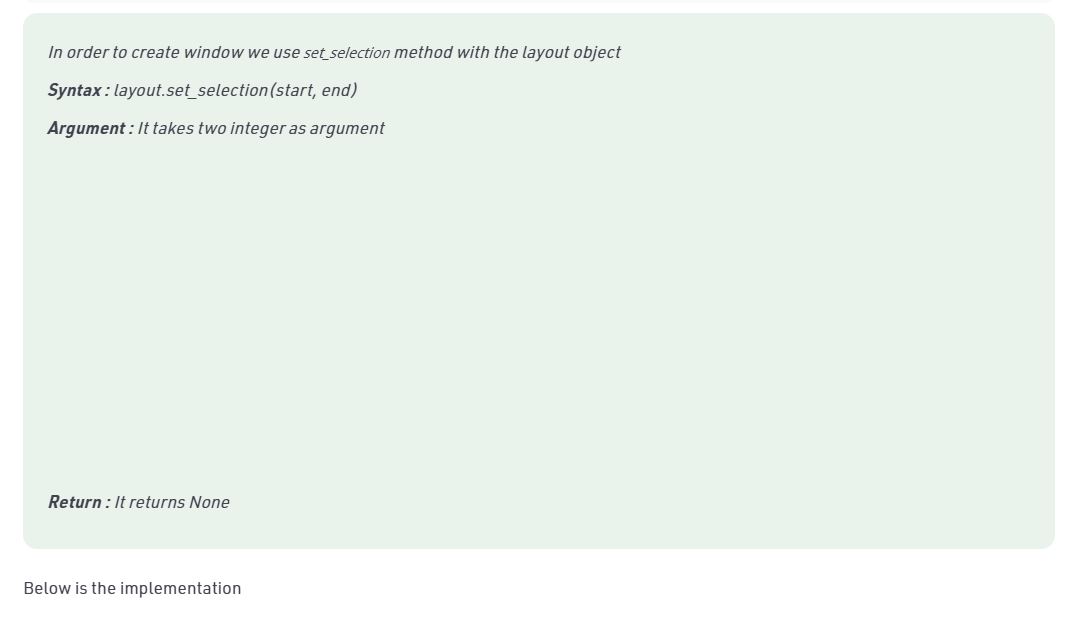 In order to create window we use set_selection method with the layout object
Syntax : layout.set_selection(start, end)
Argument : It takes two integer as argument
Return : It returns None
Below is the implementation